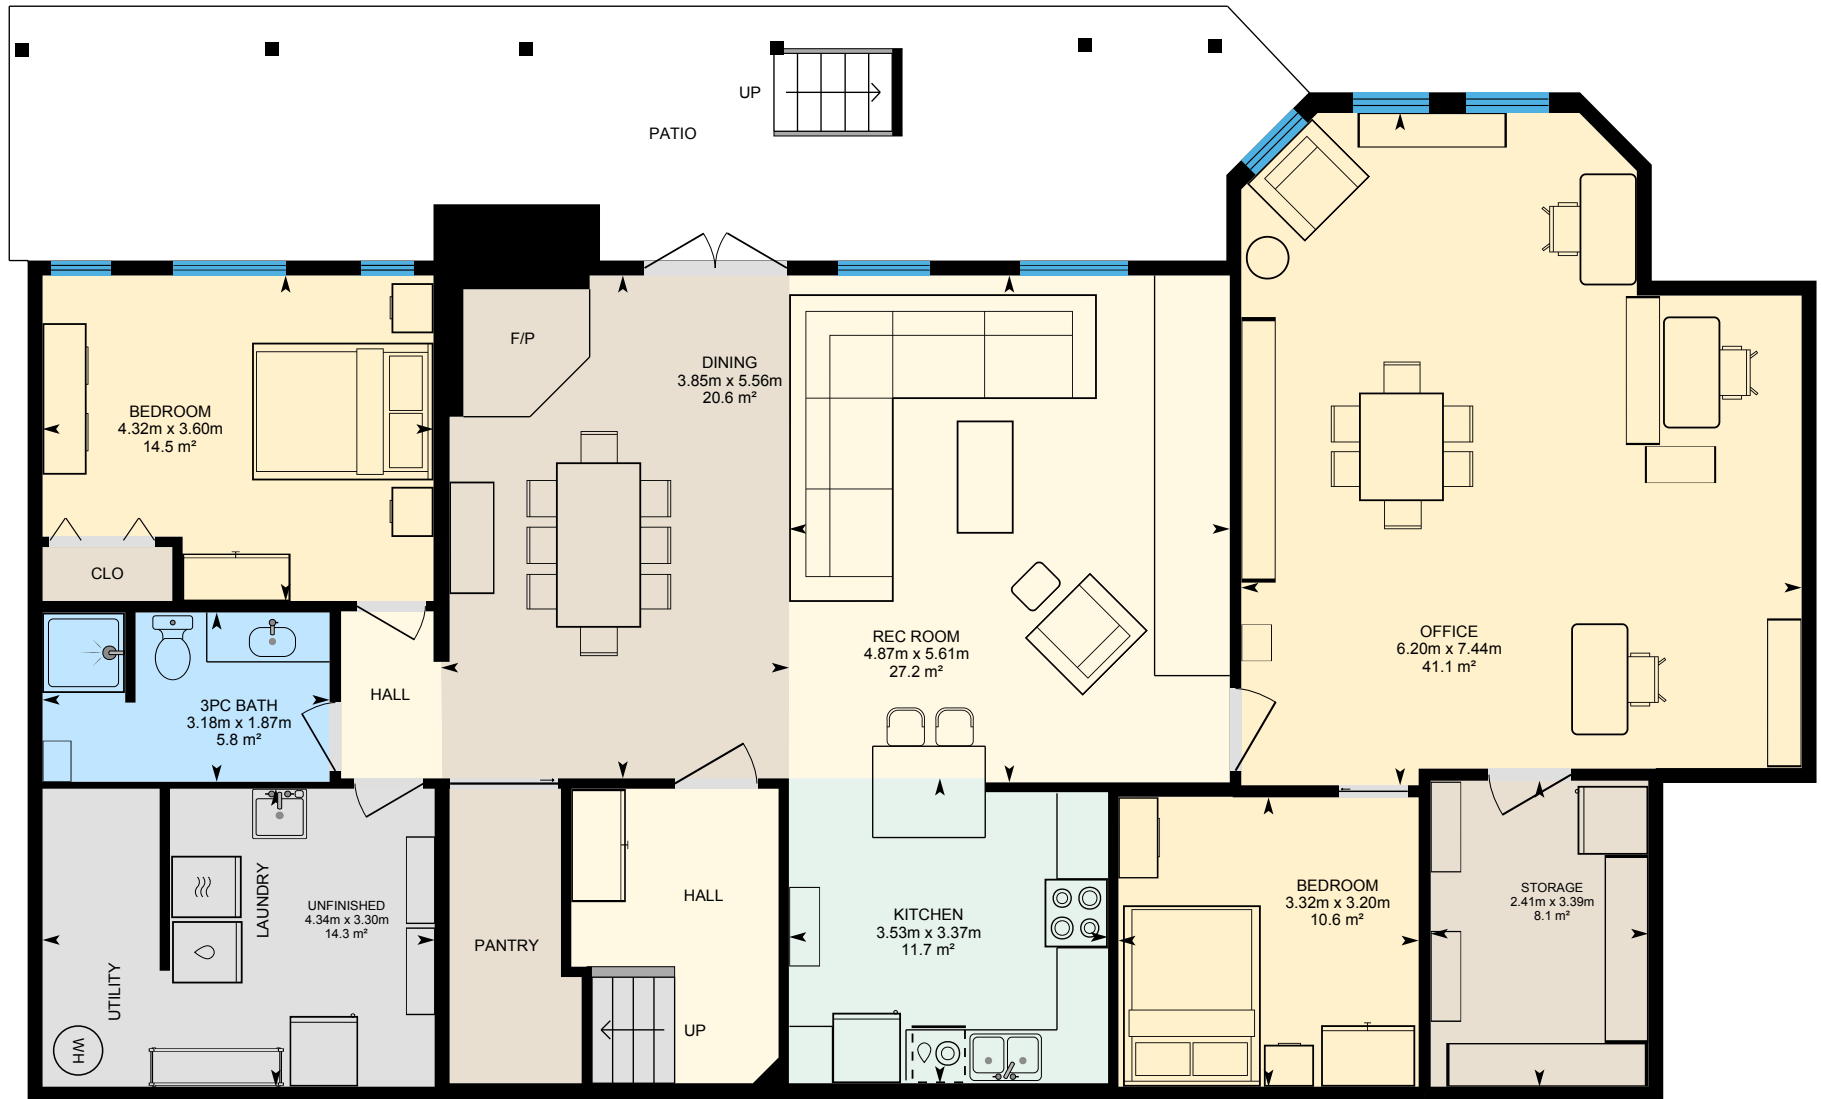 UP
PATIO
F/P
DINING
3.85m x 5.56m
20.6 m²
BEDROOM
4.32m x 3.60m
14.5 m²
CLO
REC ROOM
4.87m x 5.61m
27.2 m²
OFFICE
6.20m x 7.44m
41.1 m²
HALL
3PC BATH
3.18m x 1.87m
5.8 m²
LAUNDRY
UNFINISHED
4.34m x 3.30m
14.3 m²
UTILITY
WH
PANTRY
HALL
UP
KITCHEN
3.53m x 3.37m
11.7 m²
BEDROOM
3.32m x 3.20m
10.6 m²
STORAGE
2.41m x 3.39m
8.1 m²